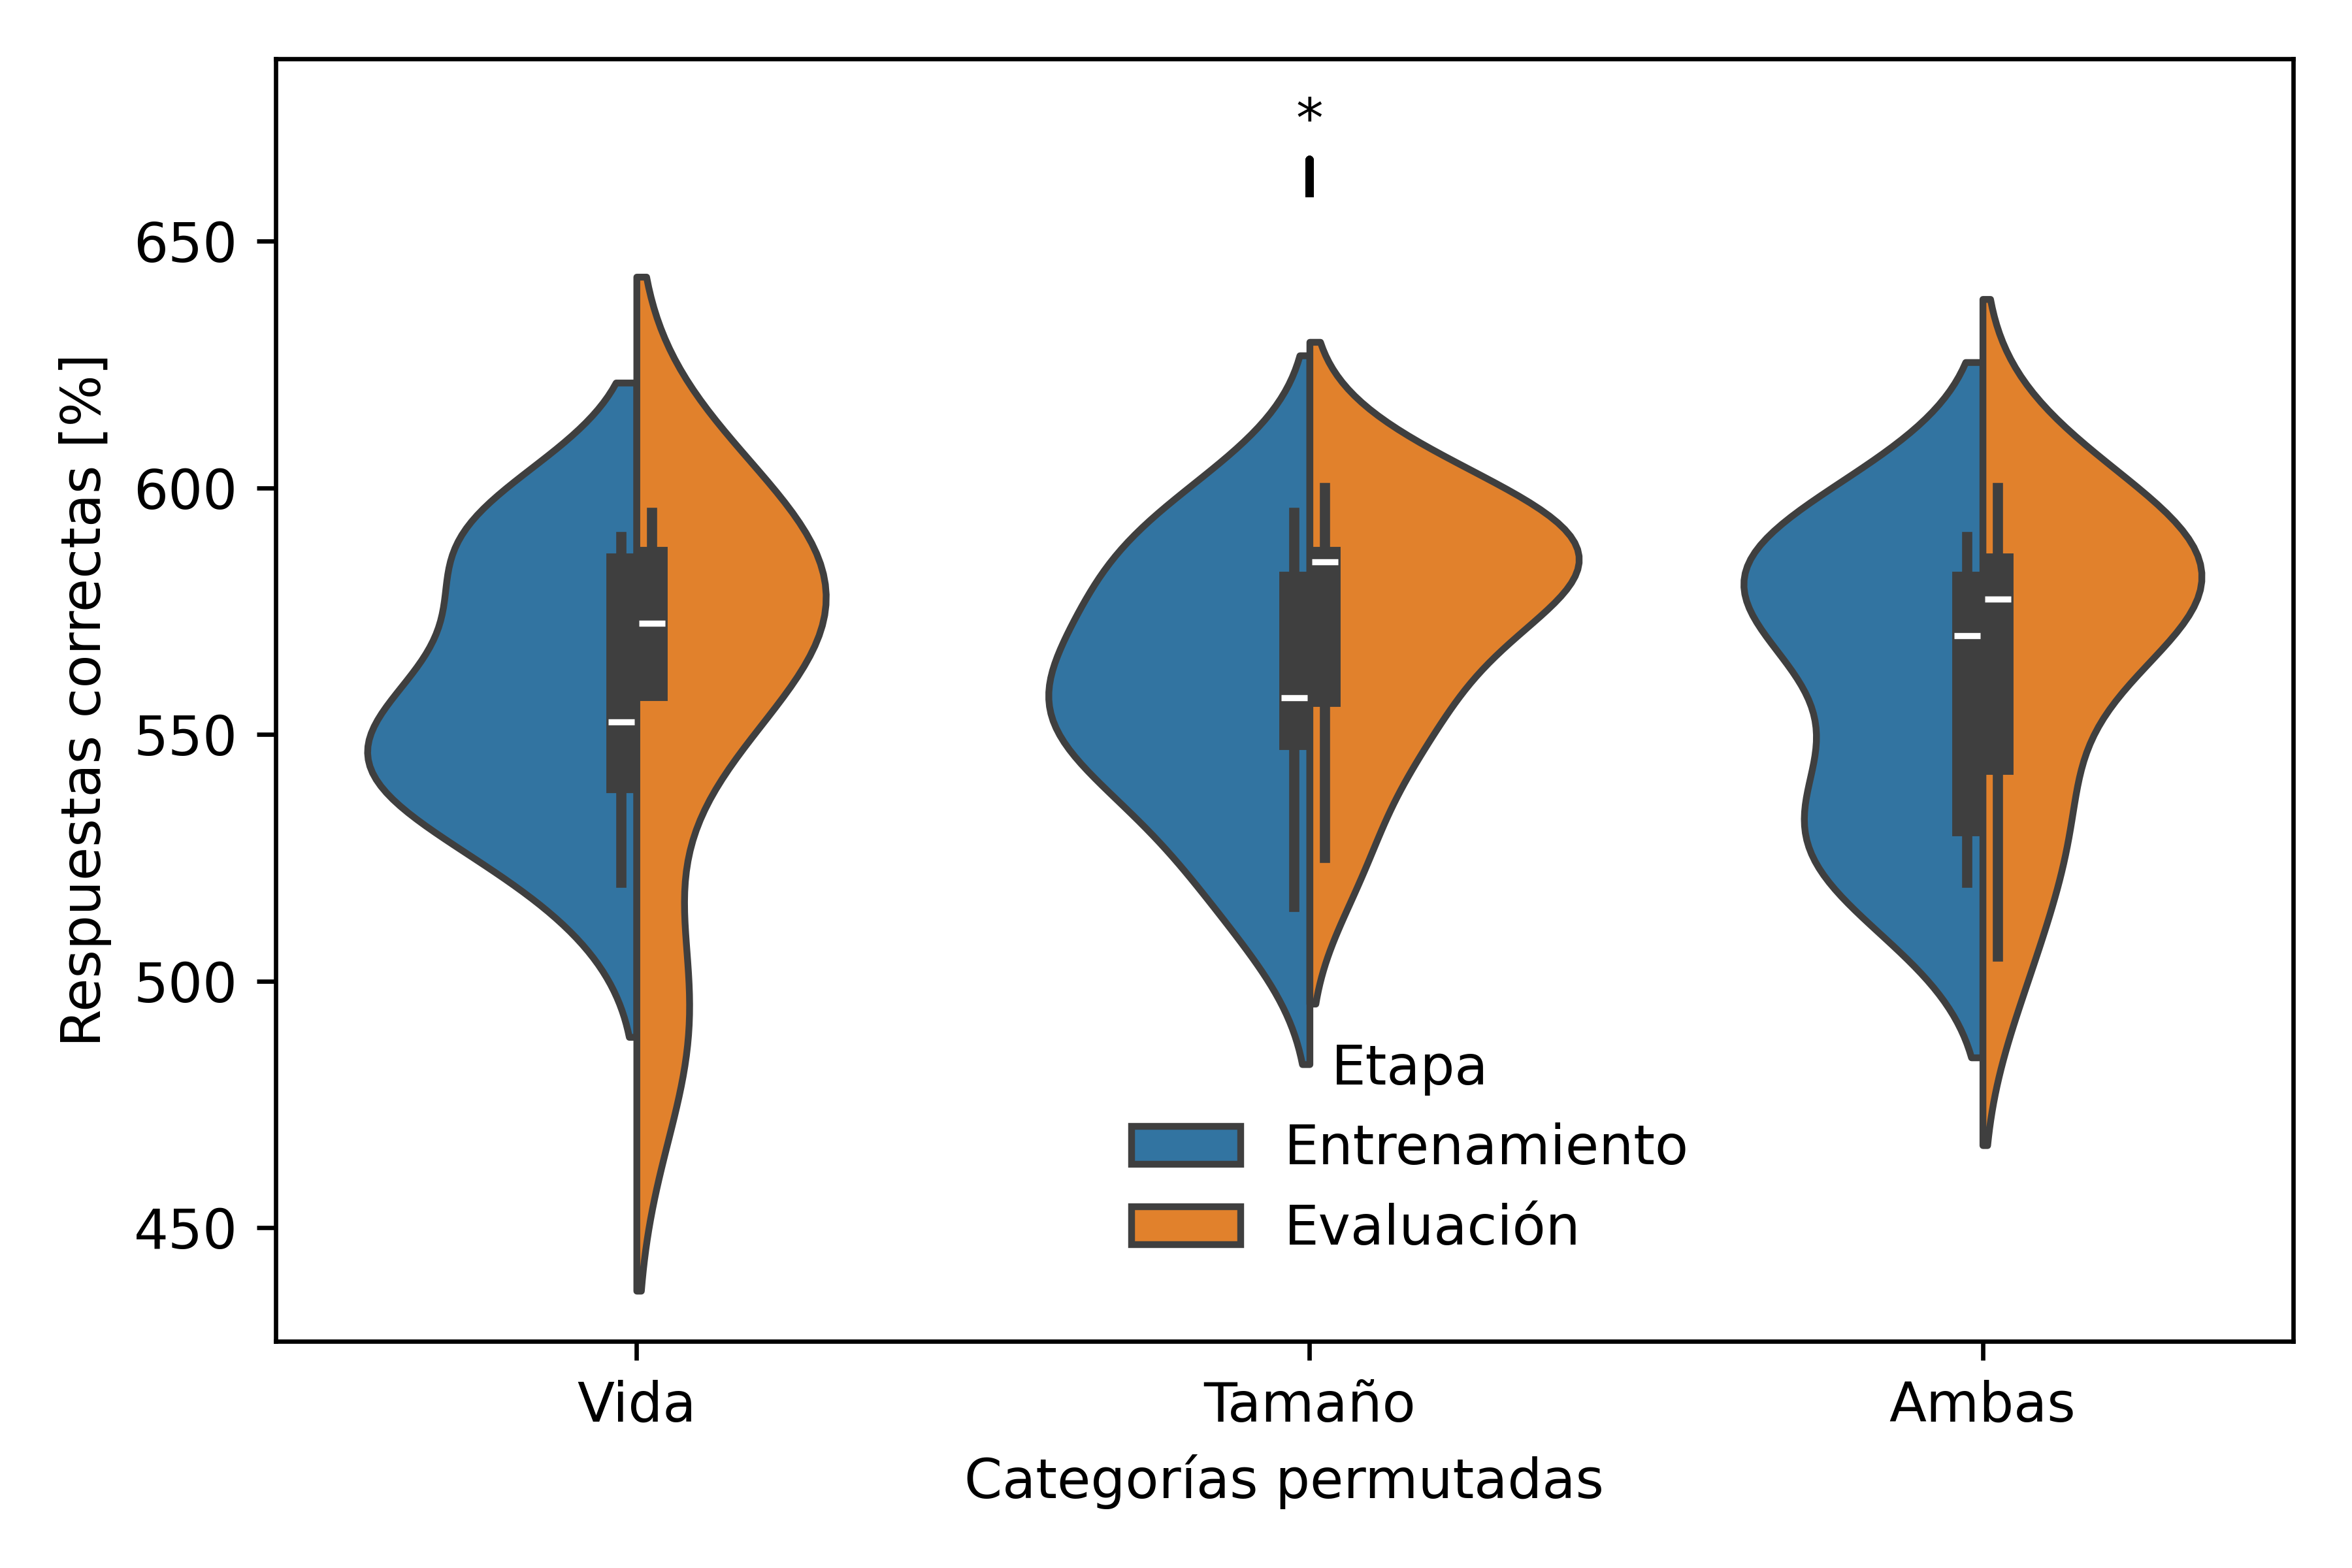 *
650
600
550
500
450
Respuestas correctas [%]
Etapa
Entrenamiento
Evaluación
Vida
Tamaño
Ambas
Categorías permutadas